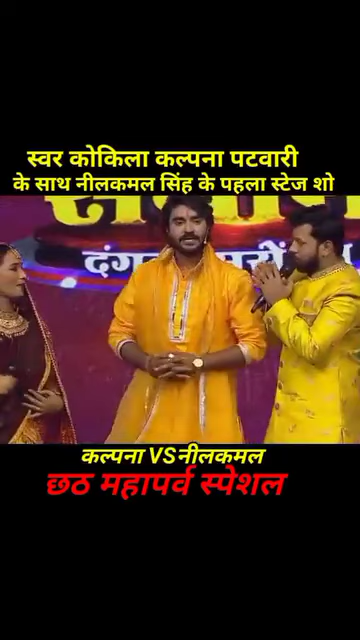 स्वर कोकिला कल्पना पटवारी
के साथ नीलकमल सिंह के पहला स्टेज शो
कल्पना VS नीलकमल
छठ महापर्व स्पेशल